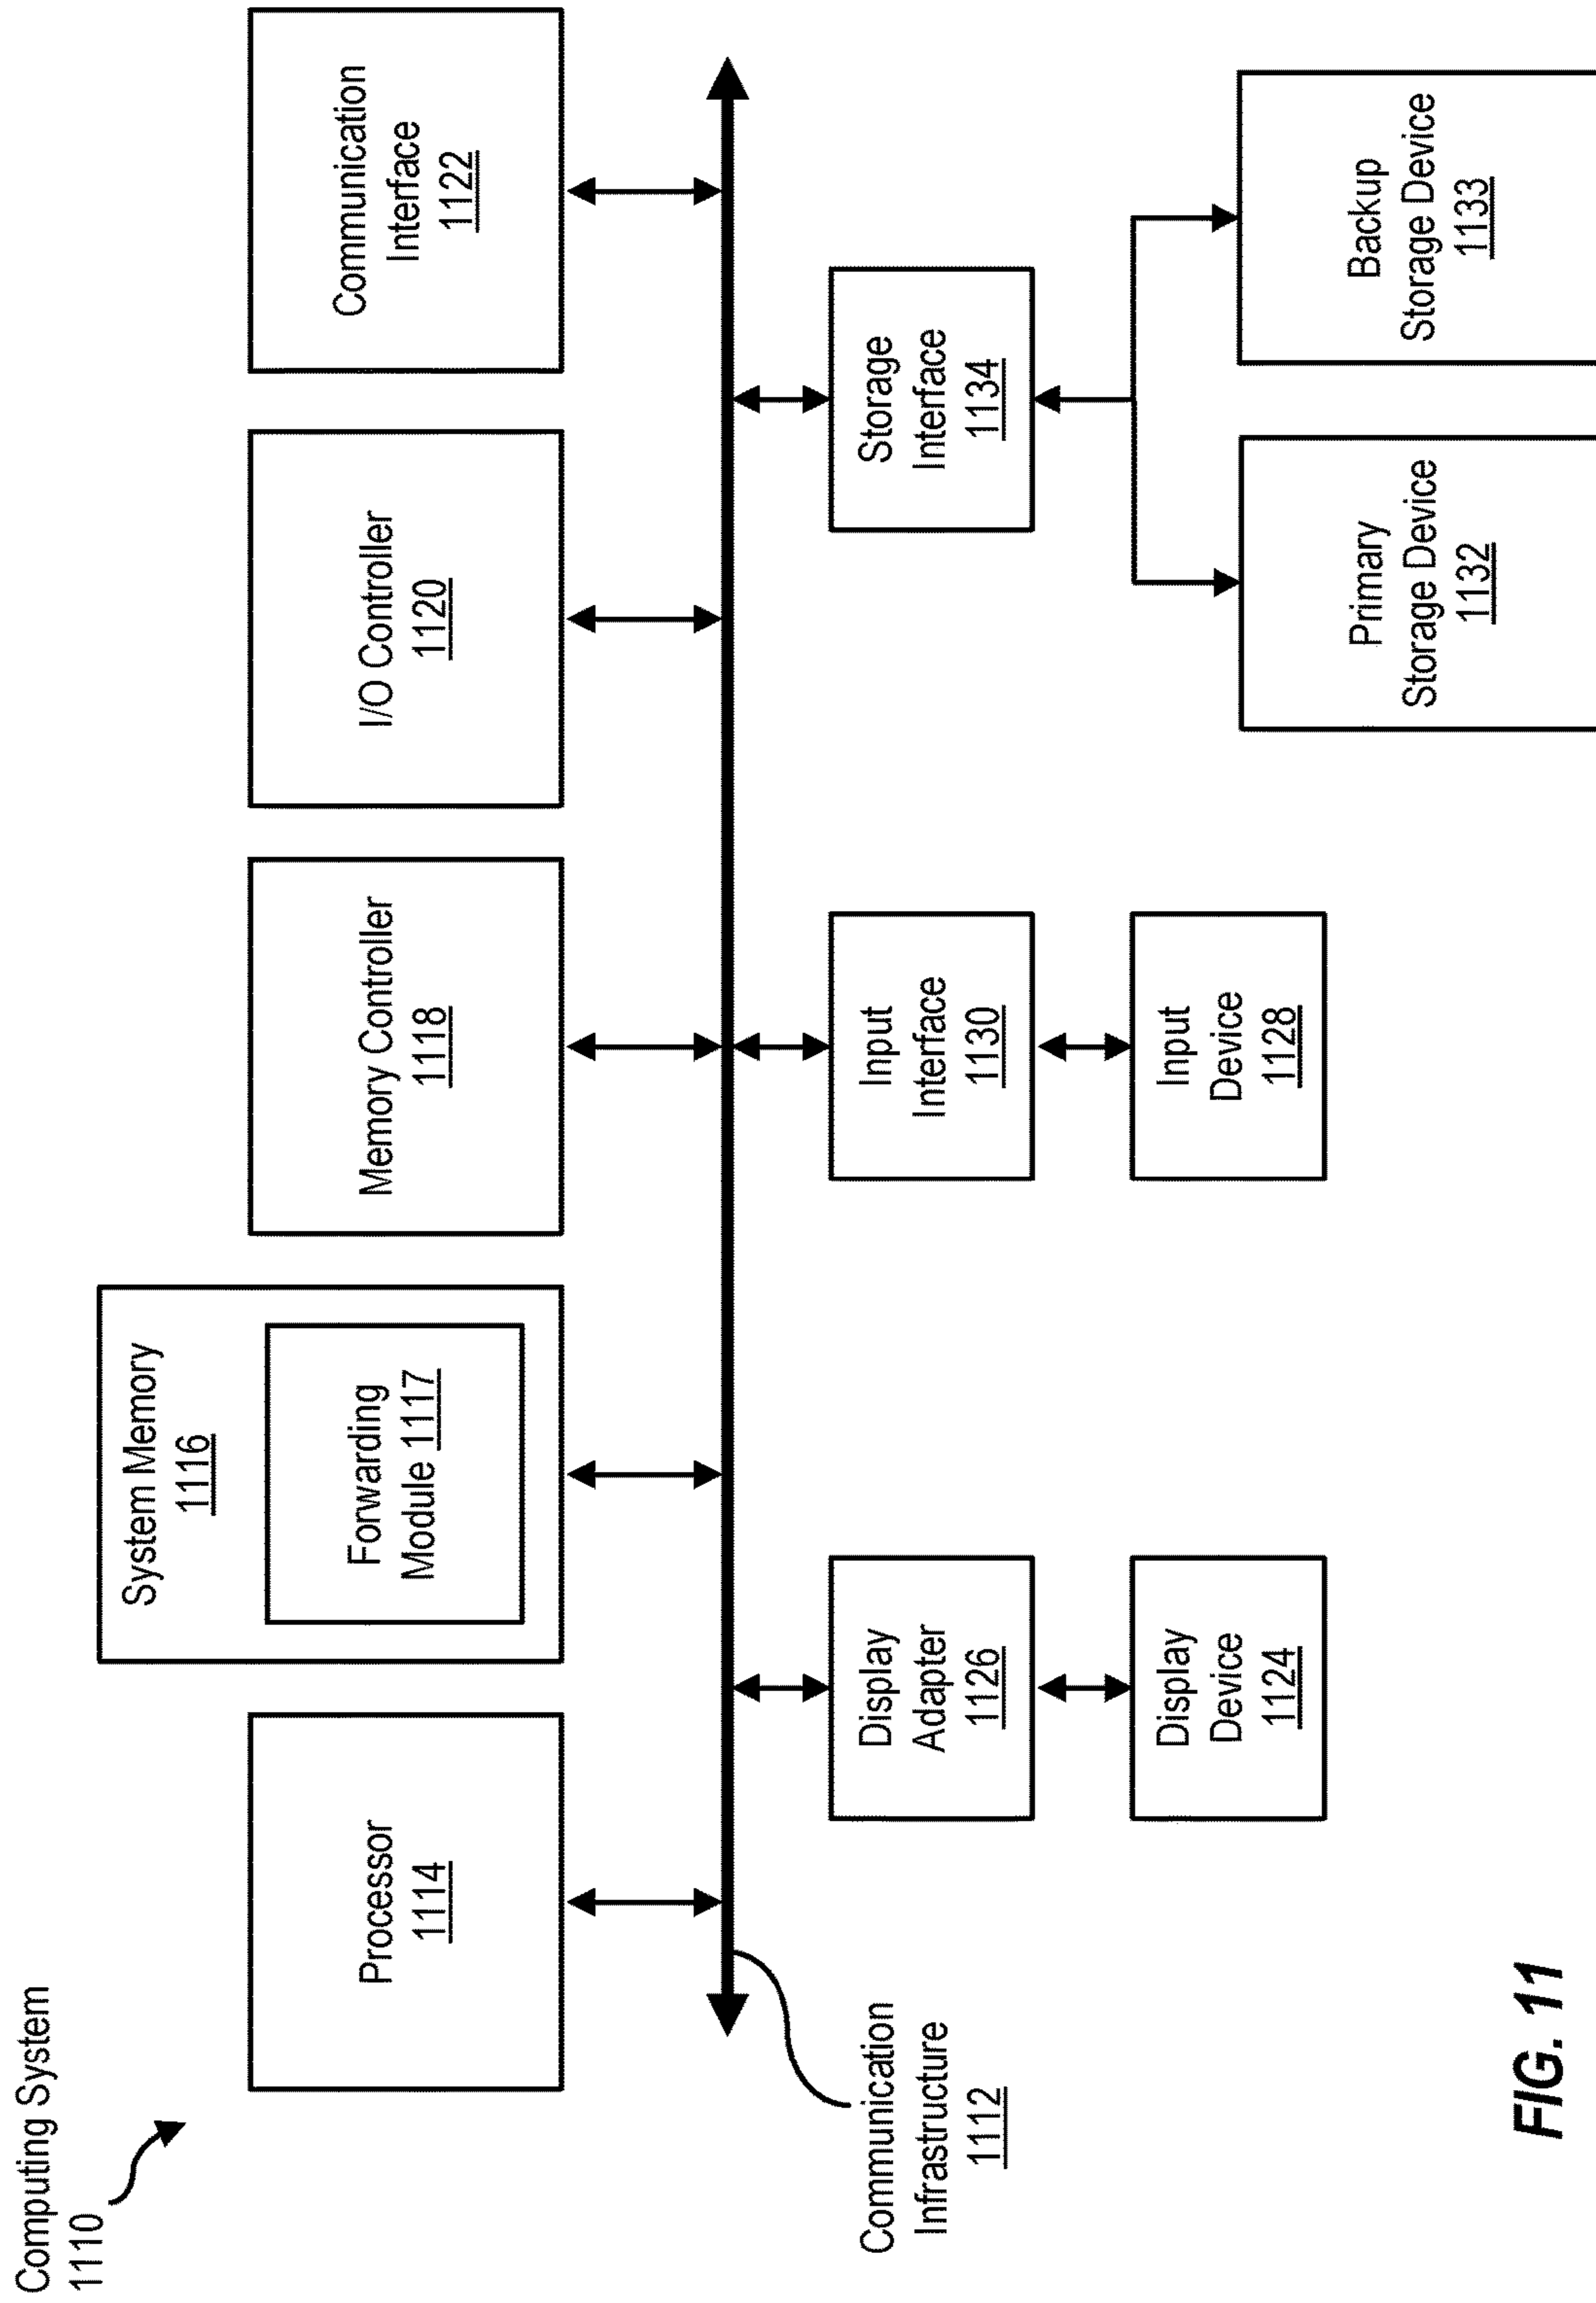 Computing System
1110
Processor
1114
System Memory
1116
Forwarding
Module 1117
Memory Controller
1118
I/O Controller
1120
Communication
Interface
1122
Communication
Infrastructure
1112
Display
Adapter
1126
Input
Interface
1130
Storage
Interface
1134
Display
Device
1124
Input
Device
1128
Primary
Storage Device
1132
Backup
Storage Device
1133
FIG. 11